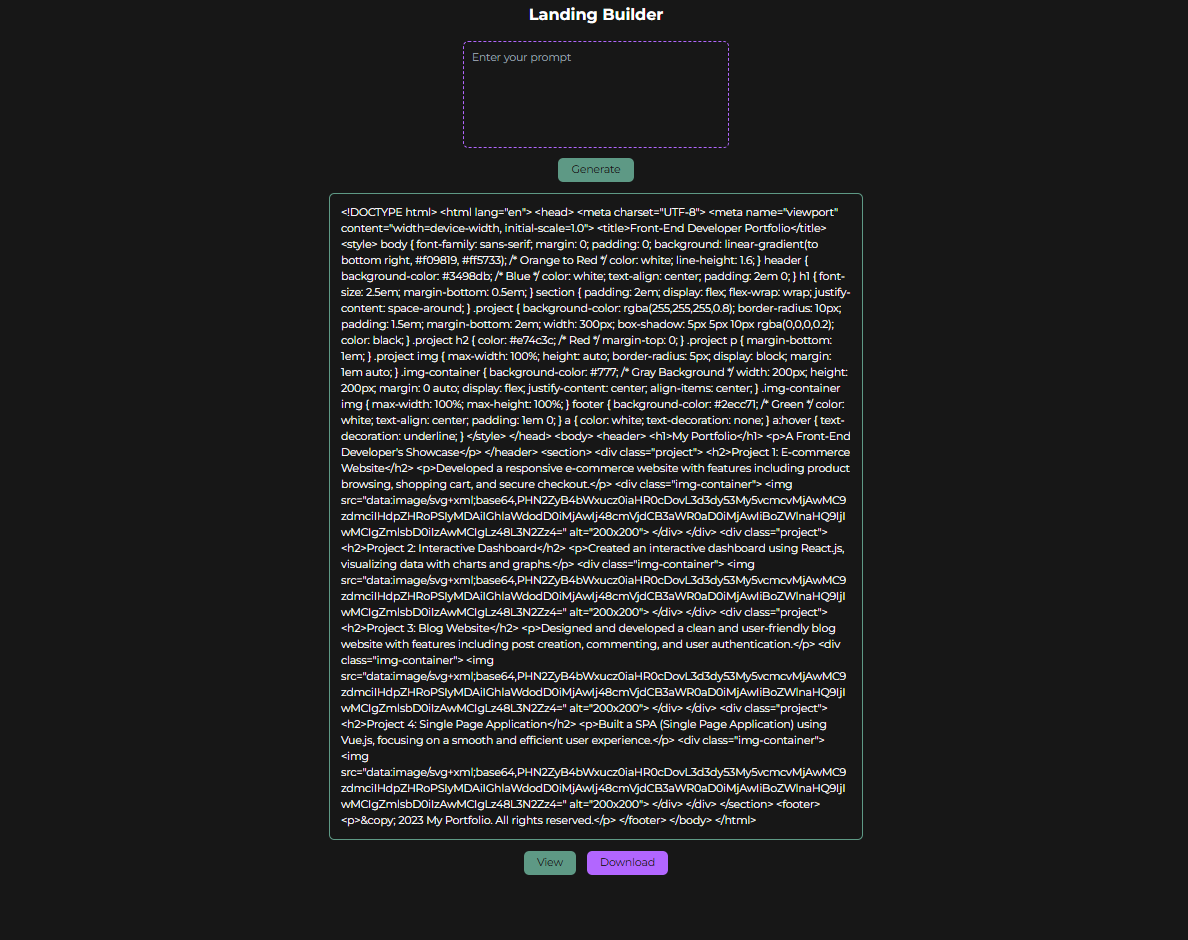 Landing Builder
Enter your prompt
Generate
<!DOCTYPE html> <html lang="en"> <head> <meta charset="UTF-8"> <meta name="viewport"
content="width=device-width, initial-scale=1.0"> <title>Front-End Developer Portfolio</title>
<style> body { font-family: sans-serif; margin: 0; padding: 0; background: linear-gradient(to
bottom right, #f09819, #ff5733); /* Orange to Red */ color: white; line-height: 1.6; } header {
background-color: #3498db; /* Blue */ color: white; text-align: center; padding: 2em 0; } h1 { font-
size: 2.5em; margin-bottom: 0.5em; } section { padding: 2em; display: flex; flex-wrap: wrap; justify-
content: space-around; } .project { background-color: rgba(255,255,255,0.8); border-radius: 10px;
padding: 1.5em; margin-bottom: 2em; width: 300px; box-shadow: 5px 5px 10px rgba(0,0,0,0.2);
color: black; } .project h2 { color: #e74c3c; /* Red */ margin-top: 0; } .project p { margin-bottom:
1em; } .project img { max-width: 100%; height: auto; border-radius: 5px; display: block; margin:
1em auto; } .img-container { background-color: #777; /* Gray Background */ width: 200px; height:
200px; margin: 0 auto; display: flex; justify-content: center; align-items: center; } .img-container
img { max-width: 100%; max-height: 100%; } footer { background-color: #2ecc71; /* Green */ color:
white; text-align: center; padding: 1em 0; } a { color: white; text-decoration: none; } a:hover { text-
decoration: underline; } </style> </head> <body> <header> <h1>My Portfolio</h1> <p>A Front-End
Developer's Showcase</p> </header> <section> <div class="project"> <h2>Project 1: E-commerce
Website</h2> <p>Developed a responsive e-commerce website with features including product
browsing, shopping cart, and secure checkout.</p> <div class="img-container"> <img
src="data:image/svg+xml;base64,
alt="200x200"> </div> </div> <div class="project">
<h2>Project 2: Interactive Dashboard</h2> <p>Created an interactive dashboard using React.js,
visualizing data with charts and graphs.</p> <div class="img-container"> <img
src="data:image/svg+xml;base64,
alt="200x200"> </div> </div> <div class="project">
<h2>Project 3: Blog Website</h2> <p>Designed and developed a clean and user-friendly blog
website with features including post creation, commenting, and user authentication.</p> <div
class="img-container"> <img
src="data:image/svg+xml;base64,
alt="200x200"> </div> </div> <div class="project">
<h2>Project 4: Single Page Application</h2> <p>Built a SPA (Single Page Application) using
Vue.js, focusing on a smooth and efficient user experience.</p> <div class="img-container">
<img
src="data:image/svg+xml;base64,
alt="200x200"> </div> </div> </section> <footer>
<p>&copy; 2023 My Portfolio. All rights reserved.</p> </footer> </body> </html>
View
Download